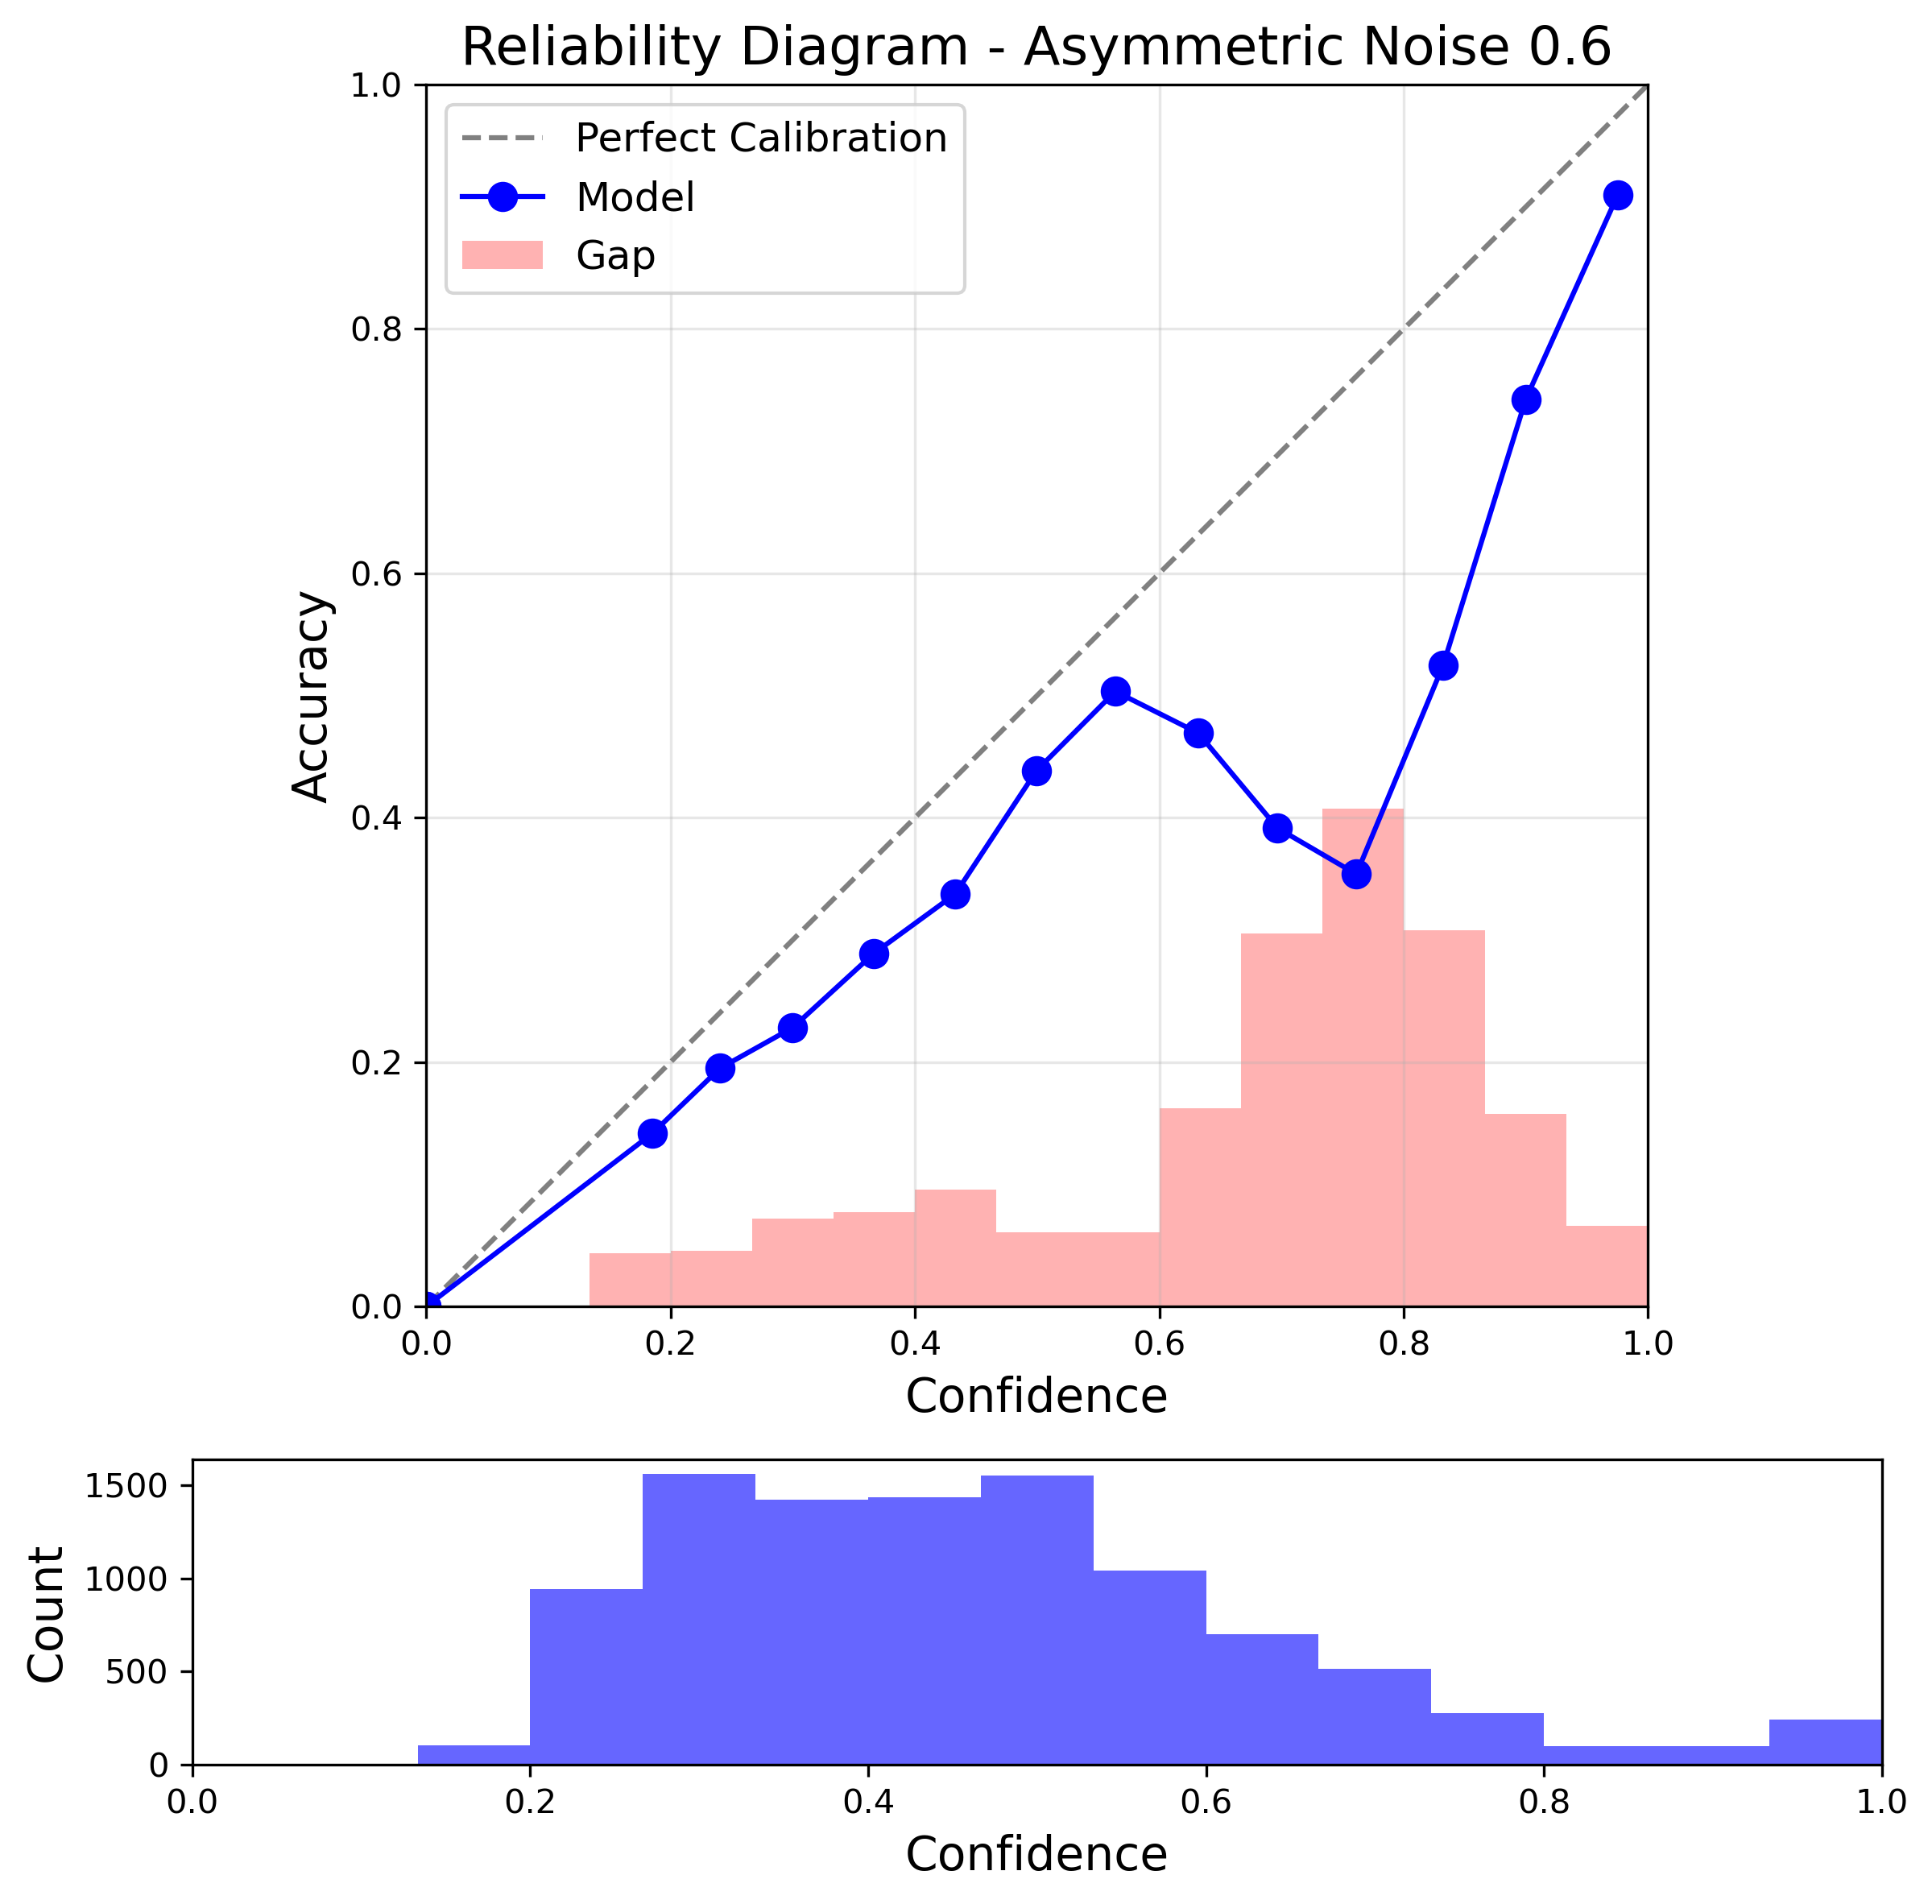 Reliability Diagram - Asymmetric Noise 0.6
1.0
0.8
0.6
0.4
0.2
0.0
Accuracy
Perfect Calibration
Model
Gap
0.0 0.2 0.4 0.6 0.8 1.0
Confidence
1500
1000
500
0
Count
0.0 0.2 0.4 0.6 0.8 1.0
Confidence